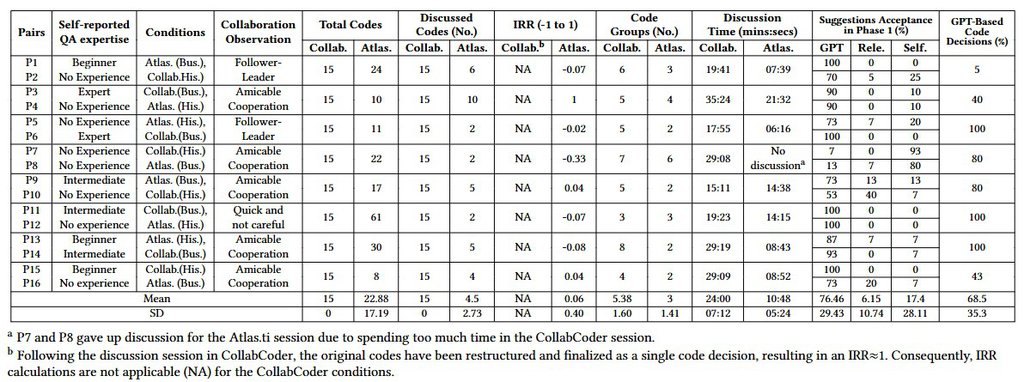 Pairs Self-reported QA expertise Conditions Collaboration Observation Total Codes Discussed Codes (No.) IRR (-1 to 1) Code Groups (No.) Discussion Time (mins:secs) Suggestions Acceptance in Phase 1 (%) GPT-Based Code Decisions (%)
Collab. Atlas. Collab. Atlas. Collab.b Atlas. Collab. Atlas. Collab. Atlas. GPT Rele. Self.
P1 Beginner Atlas. (Bus.), Follower- 15 24 15 6 NA -0.07 6 3 19:41 07:39 100 0 0 5
P2 No Experience Collab.(His.) Leader 70 5 25
P3 Expert Collab.(Bus.), Amicable 15 10 15 10 NA 1 5 4 35:24 21:32 90 0 10 40
P4 No Experience Atlas. (His.) Cooperation 90 0 10
P5 No Experience Atlas. (His.), Follower- 15 11 15 2 NA -0.02 5 2 17:55 06:16 73 7 20 100
P6 Expert Collab.(Bus.) Leader 100 0 0
P7 No Experience Collab.(His.) Amicable 15 22 15 2 NA -0.33 7 6 29:08 No discussiona 7 0 93 80
P8 No Experience Atlas. (Bus.) Cooperation 13 7 80
P9 Intermediate Atlas. (Bus.), Amicable 15 17 15 5 NA 0.04 5 2 15:11 14:38 73 13 13 80
P10 No Experience Collab.(His.) Cooperation 53 40 7
P11 Intermediate Collab.(Bus.), Quick and 15 61 15 2 NA -0.07 3 3 19:23 14:15 100 0 0 100
P12 No experience Atlas. (His.) not careful 100 0 0
P13 Beginner Atlas. (His.), Amicable 15 30 15 5 NA -0.08 8 2 29:19 08:43 87 7 7 100
P14 Intermediate Collab.(Bus.) Cooperation 93 0 7
P15 Beginner Collab.(His.) Amicable 15 8 15 4 NA 0.04 4 2 29:09 08:52 100 0 0 43
P16 No experience Atlas. (Bus.) Cooperation 73 20 7
Mean 15 22.88 15 4.5 NA 0.06 5.38 3 24:00 10:48 76.46 6.15 17.4 68.5
SD 0 17.19 0 2.73 NA 0.40 1.60 1.41 07:12 05:24 29.43 10.74 28.11 35.3
a P7 and P8 gave up discussion for the Atlas.ti session due to spending too much time in the CollabCoder session.
b Following the discussion session in CollabCoder, the original codes have been restructured and finalized as a single code decision, resulting in an IRR≈1. Consequently, IRR
calculations are not applicable (NA) for the CollabCoder conditions.